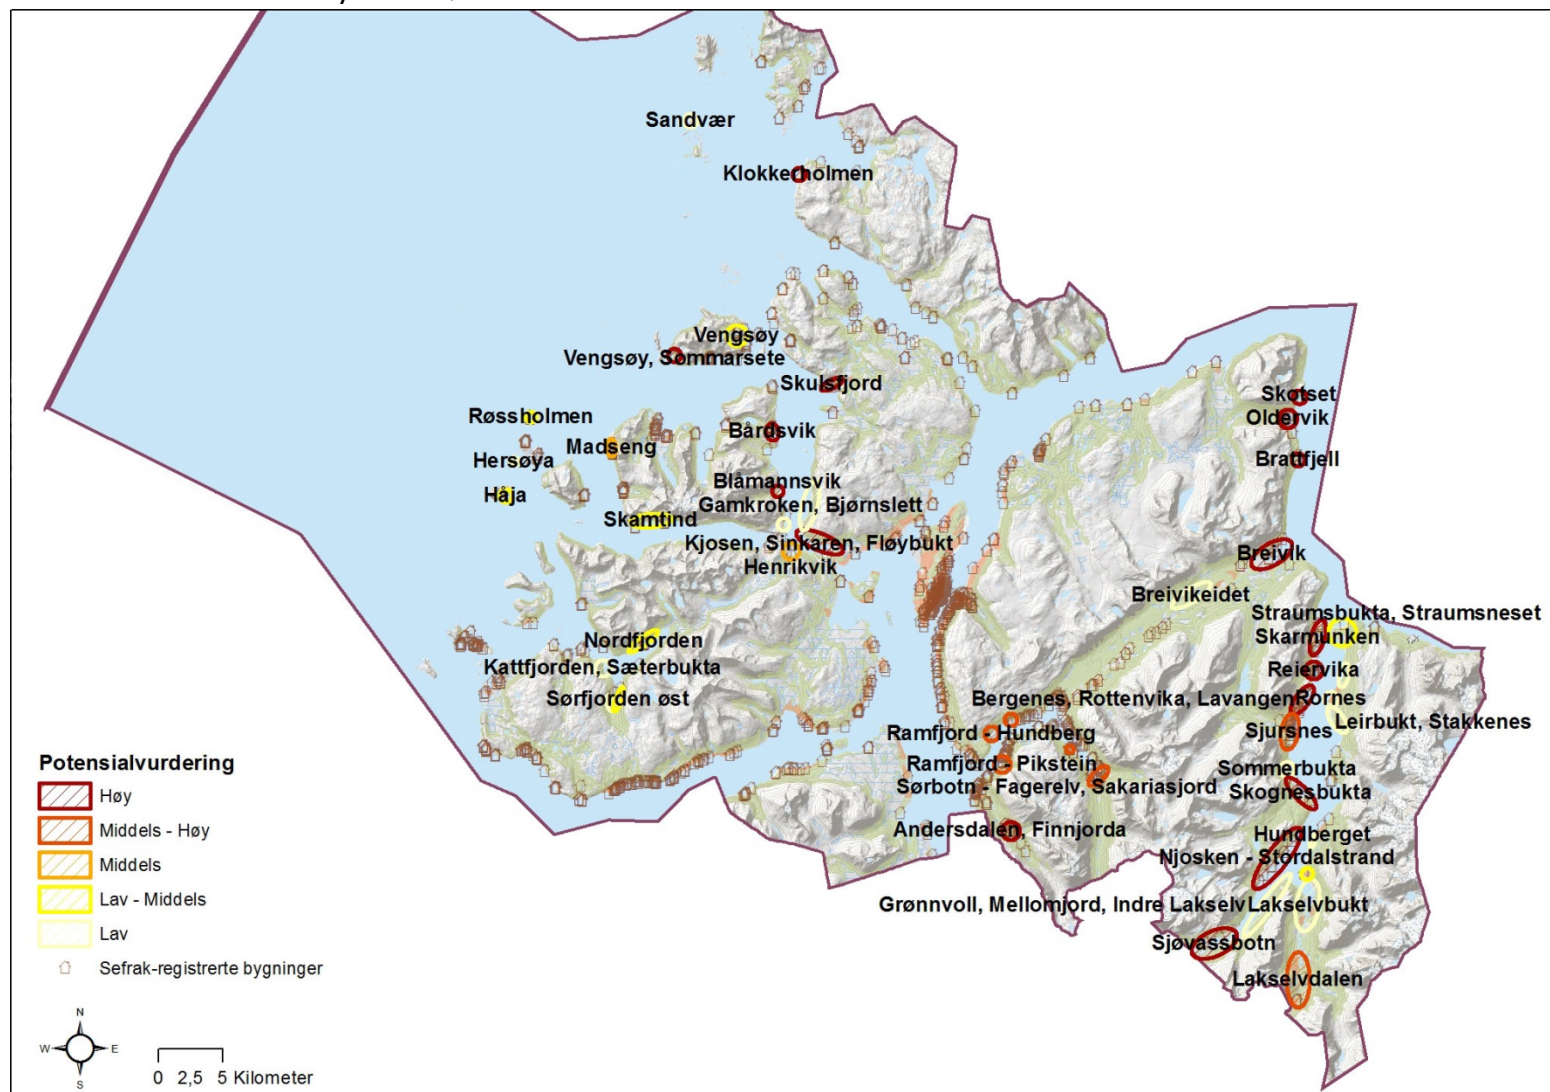 Sandvær
Klokkerholmen
Vengsøy
Vengsøy, Sommarsete
Skulsfjord
Skotset
Oldervik
Røssholmen
Bårdsvik
Madseng
Hersøya
Brattfjell
Blåmannsvik
Håja
Gamkroken, Bjørnslett
Skamtind
Kjosen, Sinkaren, Fløybukt
Breivik
Henrikvik
Breivikeidet
Straumsbukta, Straumsneset
Skarmunken
Nordfjorden
Kattfjorden, Sæterbukta
Reiervika
Sørfjorden øst
Bergenes, Rottenvika, Lavangen
Rornes
Leirbukt, Stakkenes
Ramfjord - Hundberg
Sjursnes
Ramfjord - Pikstein
Sommerbukta
Sørbotn - Fagerelv, Sakariasjord
Skognesbukta
Andersdalen, Finnjorda
Hundberget
Njosken - Stordalstrand
Grønnvoll, Mellomjord, Indre Lakselv
Lakselvbukt
Sjøvassbotn
Lakselvdalen
Potensialvurdering
Høy
Middels - Høy
Middels
Lav - Middels
Lav
Sefrak-registrerte bygninger
N
W E
S
0 2,5 5 Kilometer